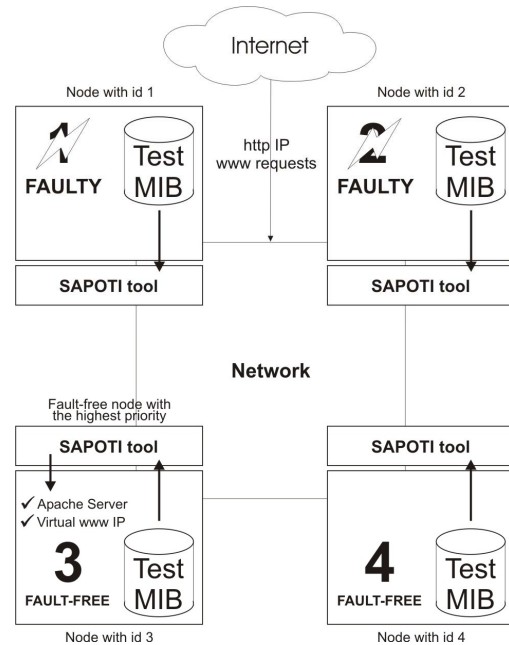 Internet
Node with id 1
Node with id 2
http IP
www requests
1
FAULTY
Test
MIB
2
FAULTY
Test
MIB
SAPOTI tool
SAPOTI tool
Network
Fault-free node with
the highest priority
SAPOTI tool
SAPOTI tool
✓ Apache Server
✓ Virtual www IP
3
FAULT-FREE
Test
MIB
4
FAULT-FREE
Test
MIB
Node with id 3
Node with id 4